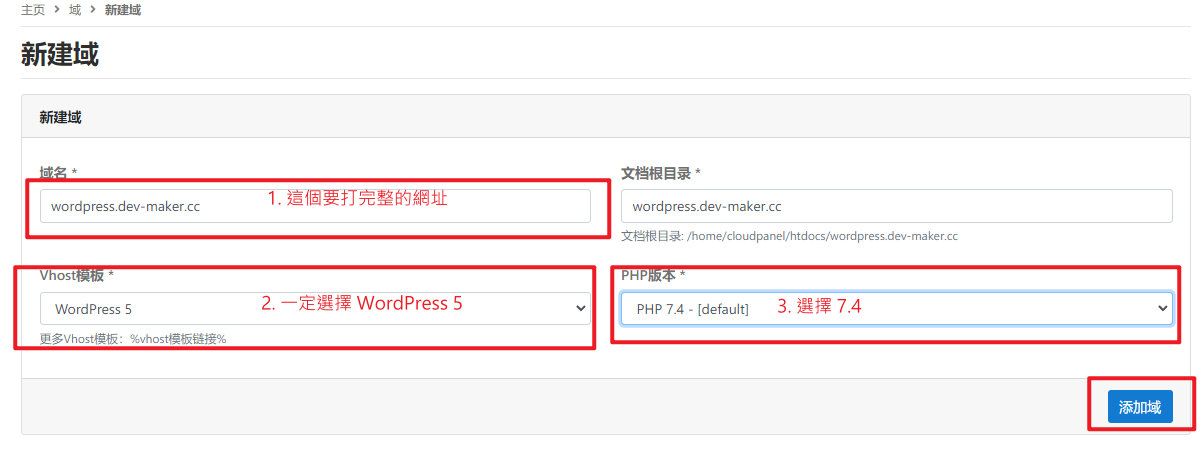 主页 > 域 > 新建域
新建域
新建域
域名 *
wordpress.dev-maker.cc
1. 這個要打完整的網址
文档根目录 *
wordpress.dev-maker.cc
文档根目录: /home/cloudpanel/htdocs/wordpress.dev-maker.cc
Vhost模板 *
WordPress 5
2. 一定選擇 WordPress 5
更多Vhost模板：%vhost模板链接%
PHP版本 *
PHP 7.4 - [default]
3. 選擇 7.4
添加域